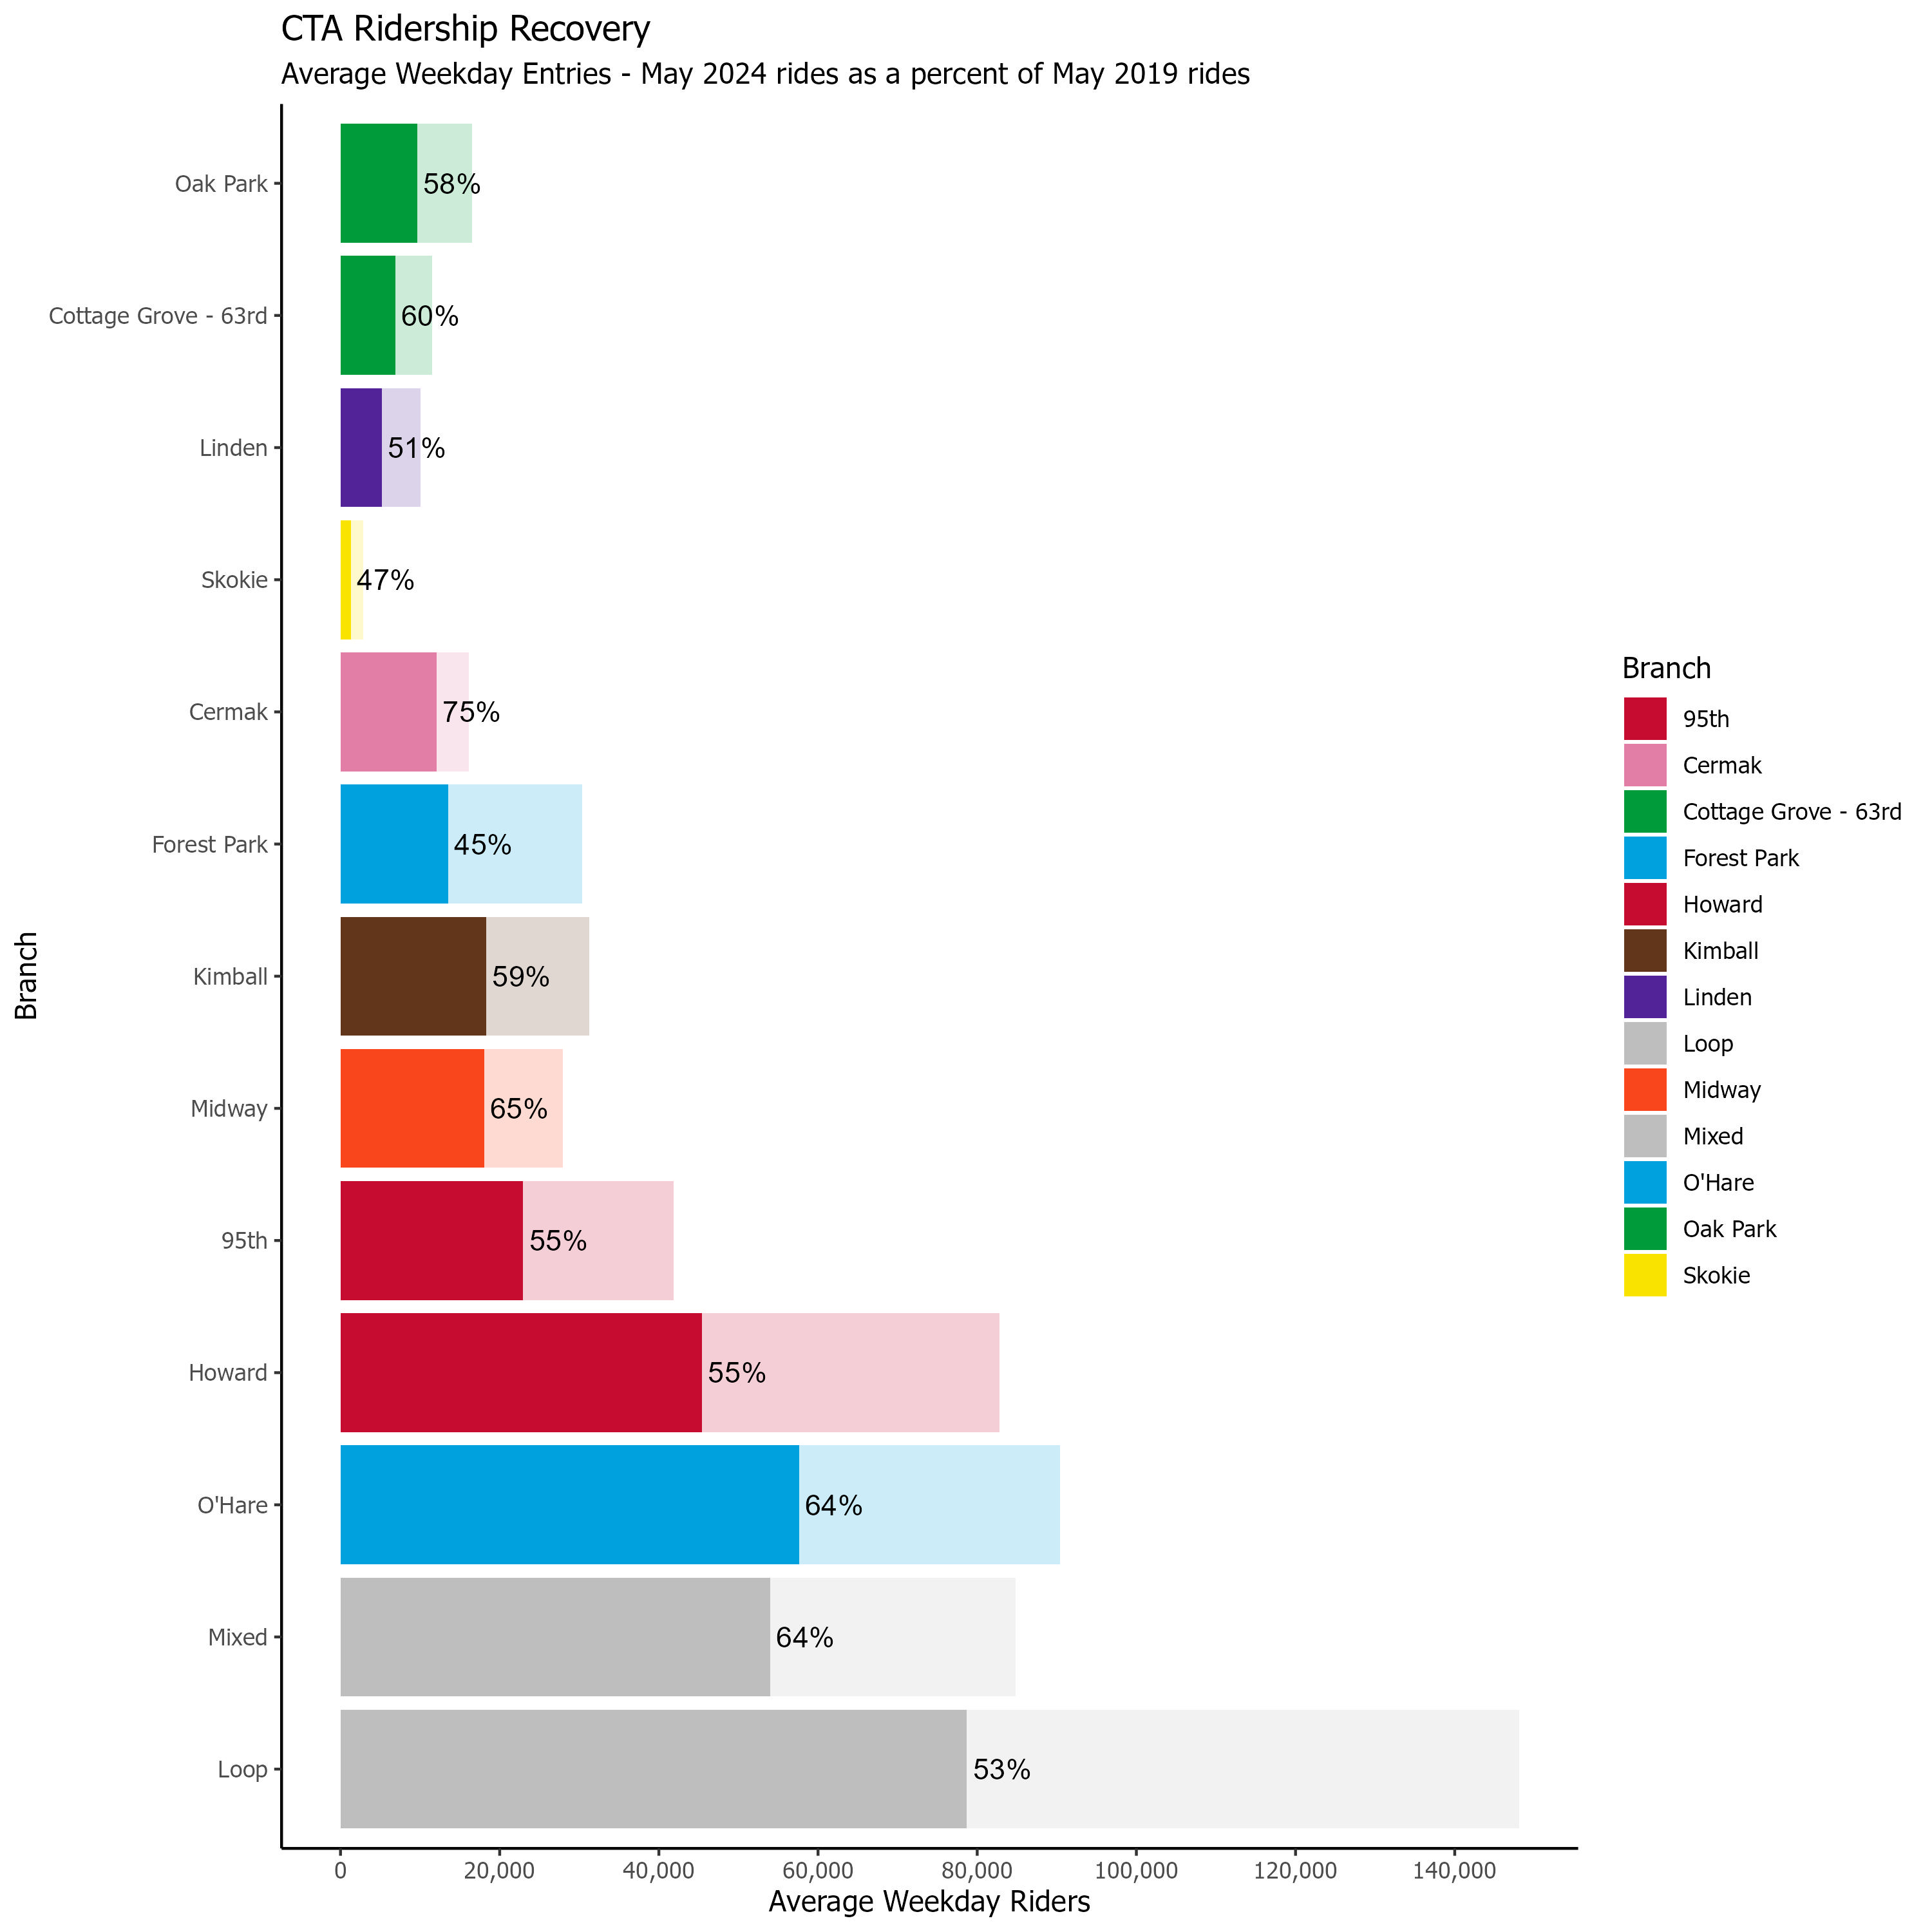 CTA Ridership Recovery
Average Weekday Entries - May 2024 rides as a percent of May 2019 rides
Branch
Oak Park
58%
Cottage Grove - 63rd
60%
Linden
51%
Skokie
47%
Cermak
75%
Forest Park
45%
Kimball
59%
Midway
65%
95th
55%
Howard
55%
O'Hare
64%
Mixed
64%
Loop
53%
0 20,000 40,000 60,000 80,000 100,000 120,000 140,000
Average Weekday Riders
Branch
95th
Cermak
Cottage Grove - 63rd
Forest Park
Howard
Kimball
Linden
Loop
Midway
Mixed
O'Hare
Oak Park
Skokie